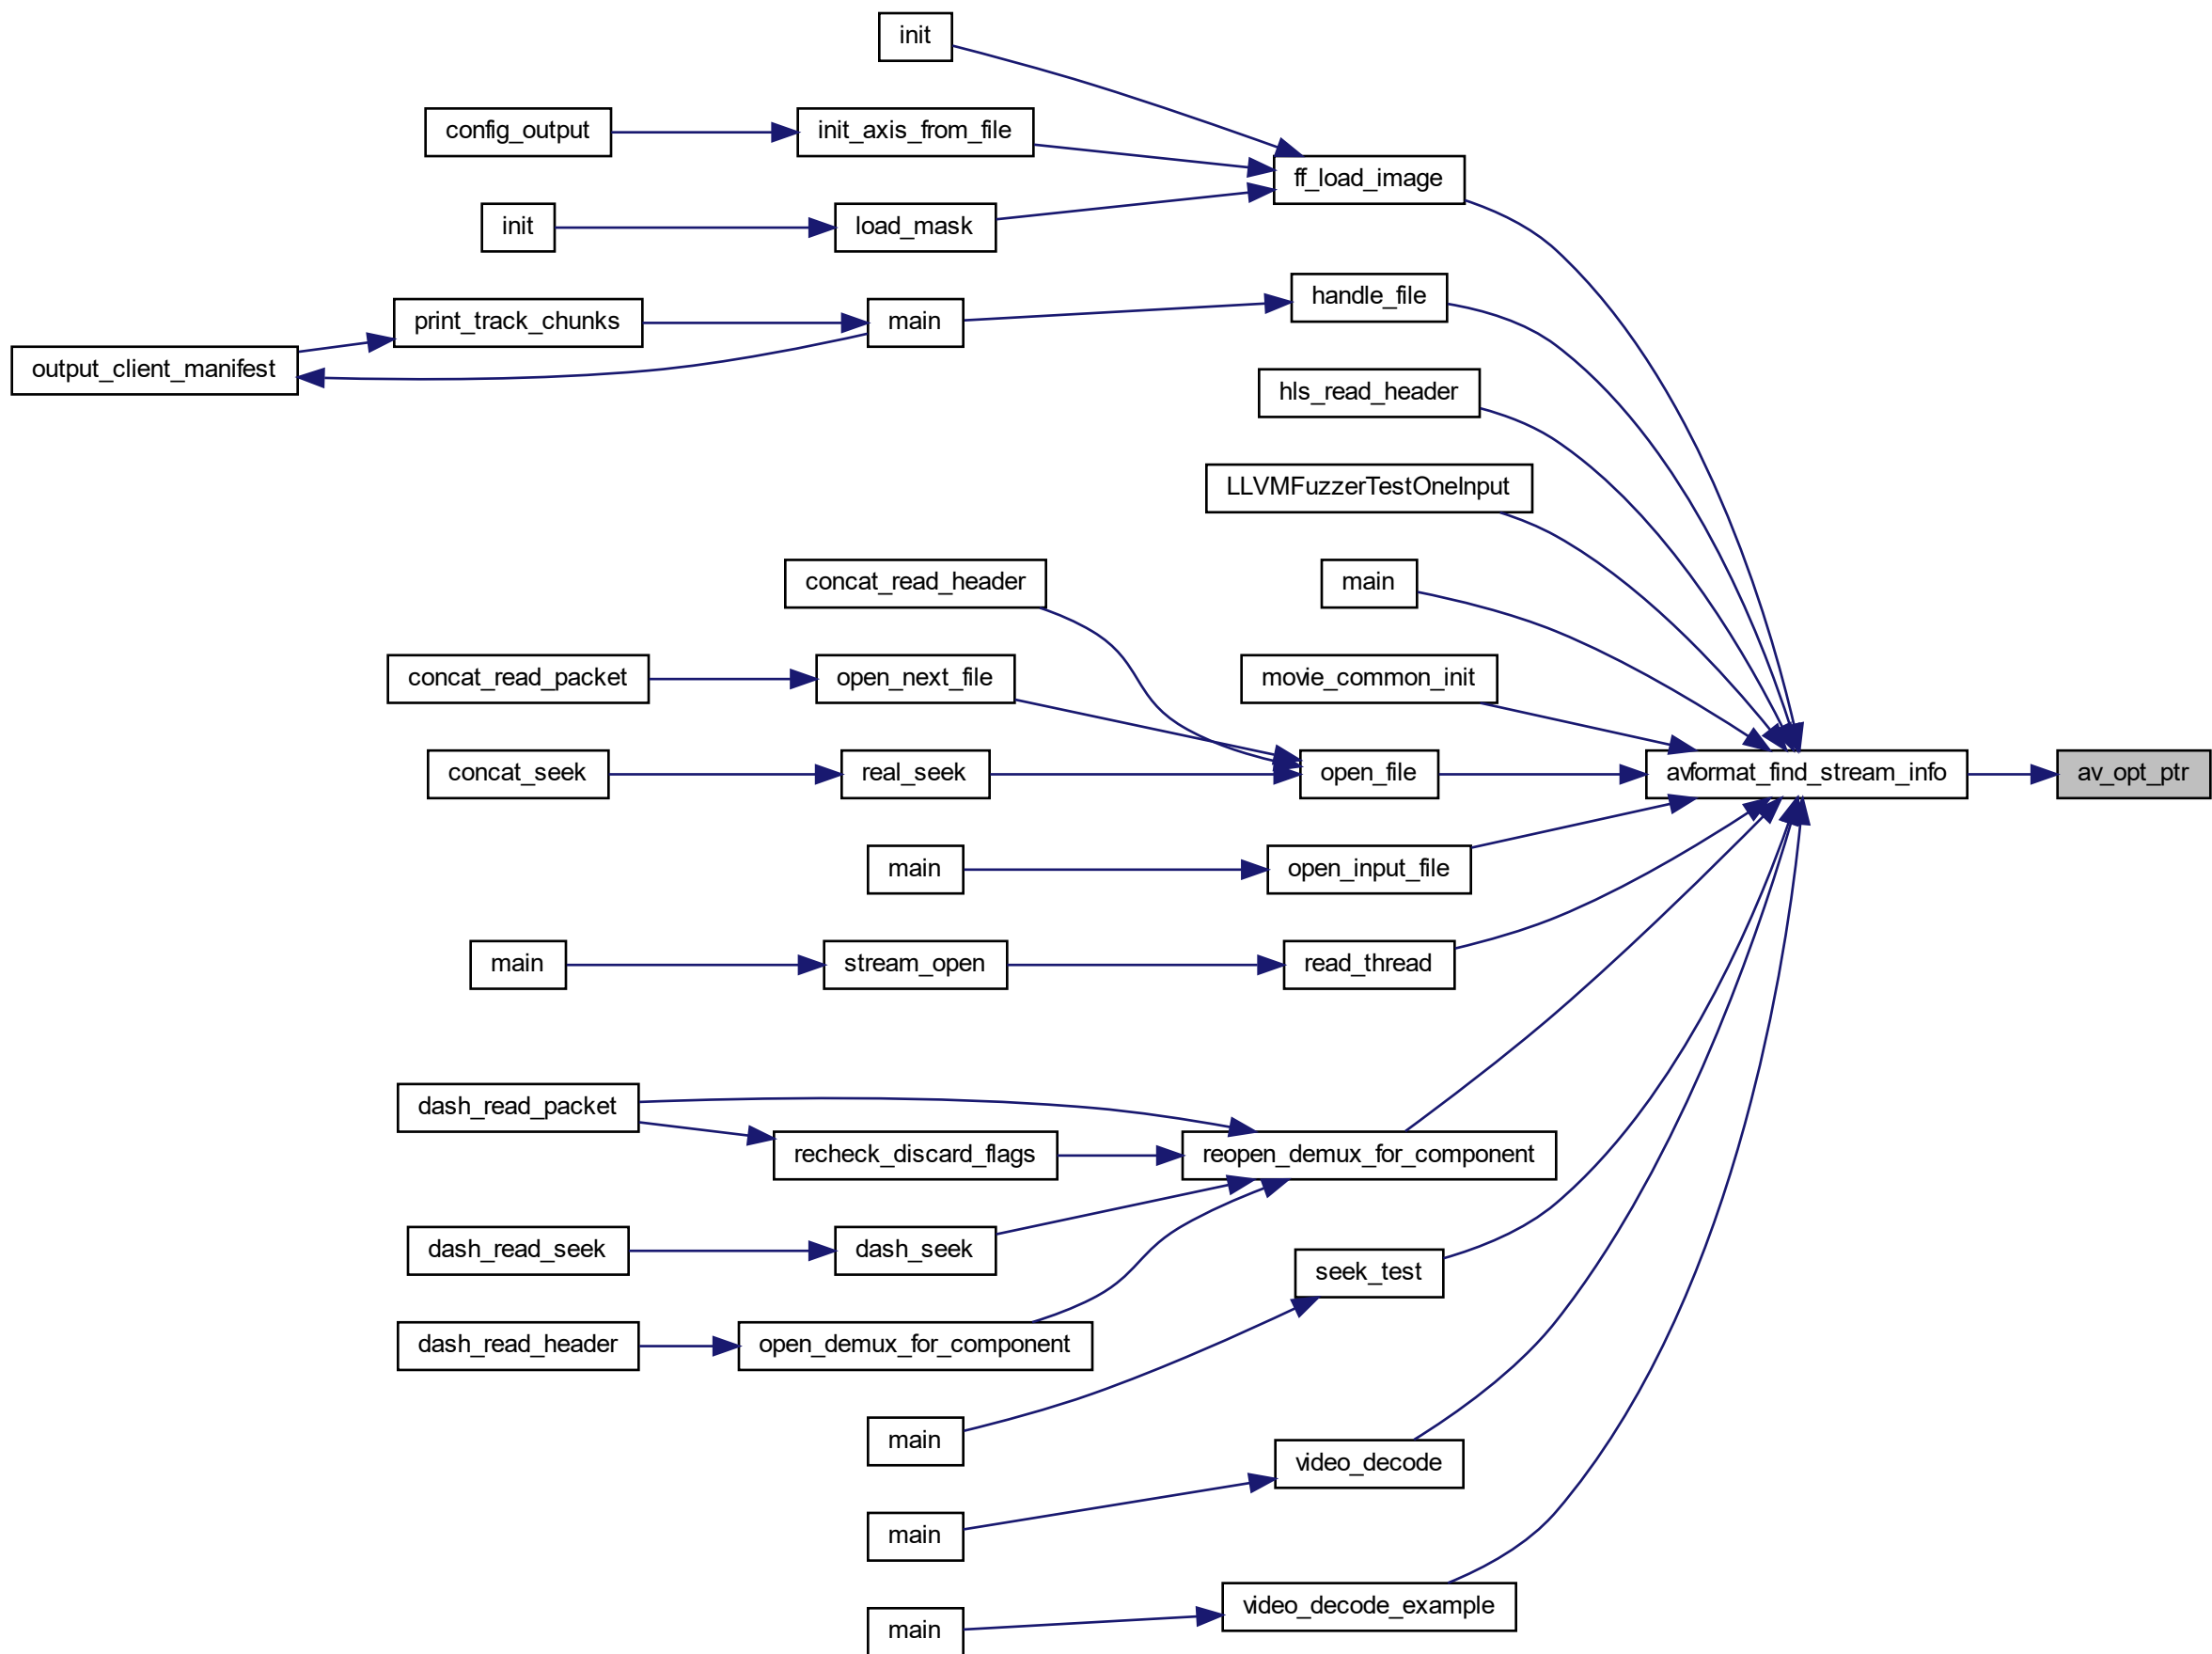 init
config_output
init_axis_from_file
ff_load_image
init
load_mask
handle_file
print_track_chunks
main
output_client_manifest
hls_read_header
LLVMFuzzerTestOneInput
concat_read_header
main
concat_read_packet
open_next_file
movie_common_init
concat_seek
real_seek
open_file
avformat_find_stream_info
av_opt_ptr
main
open_input_file
main
stream_open
read_thread
dash_read_packet
recheck_discard_flags
reopen_demux_for_component
dash_read_seek
dash_seek
seek_test
dash_read_header
open_demux_for_component
main
video_decode
main
video_decode_example
main